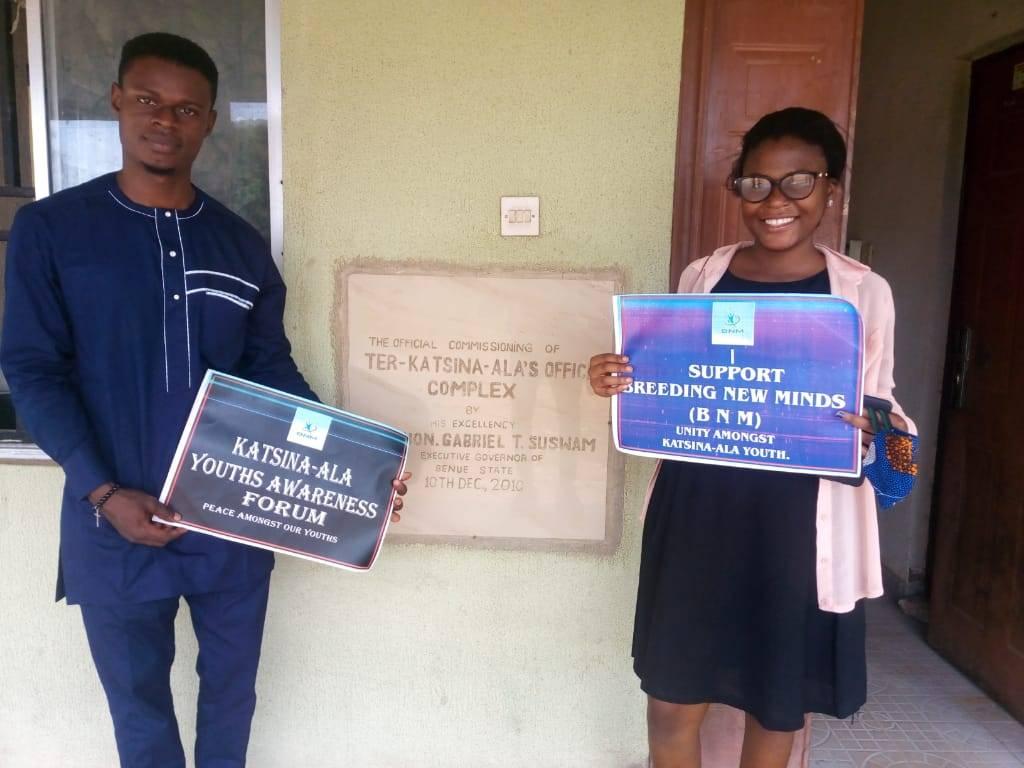 BNM
KATSINA-ALA
YOUTHS AWARENESS
FORUM
PEACE AMONGST OUR YOUTHS
THE OFFICIAL COMMISSIONING OF
TER-KATSINA-ALA'S OFFIC
COMPLEX
BY
HIS EXCELLENCY
HON. GABRIEL T. SUSWAM
EXECUTIVE GOVERNOR OF
BENUE STATE
10TH DEC., 2010
BNM
I
SUPPORT
BREEDING NEW MINDS
(B N M)
UNITY AMONGST
KATSINA-ALA YOUTH.